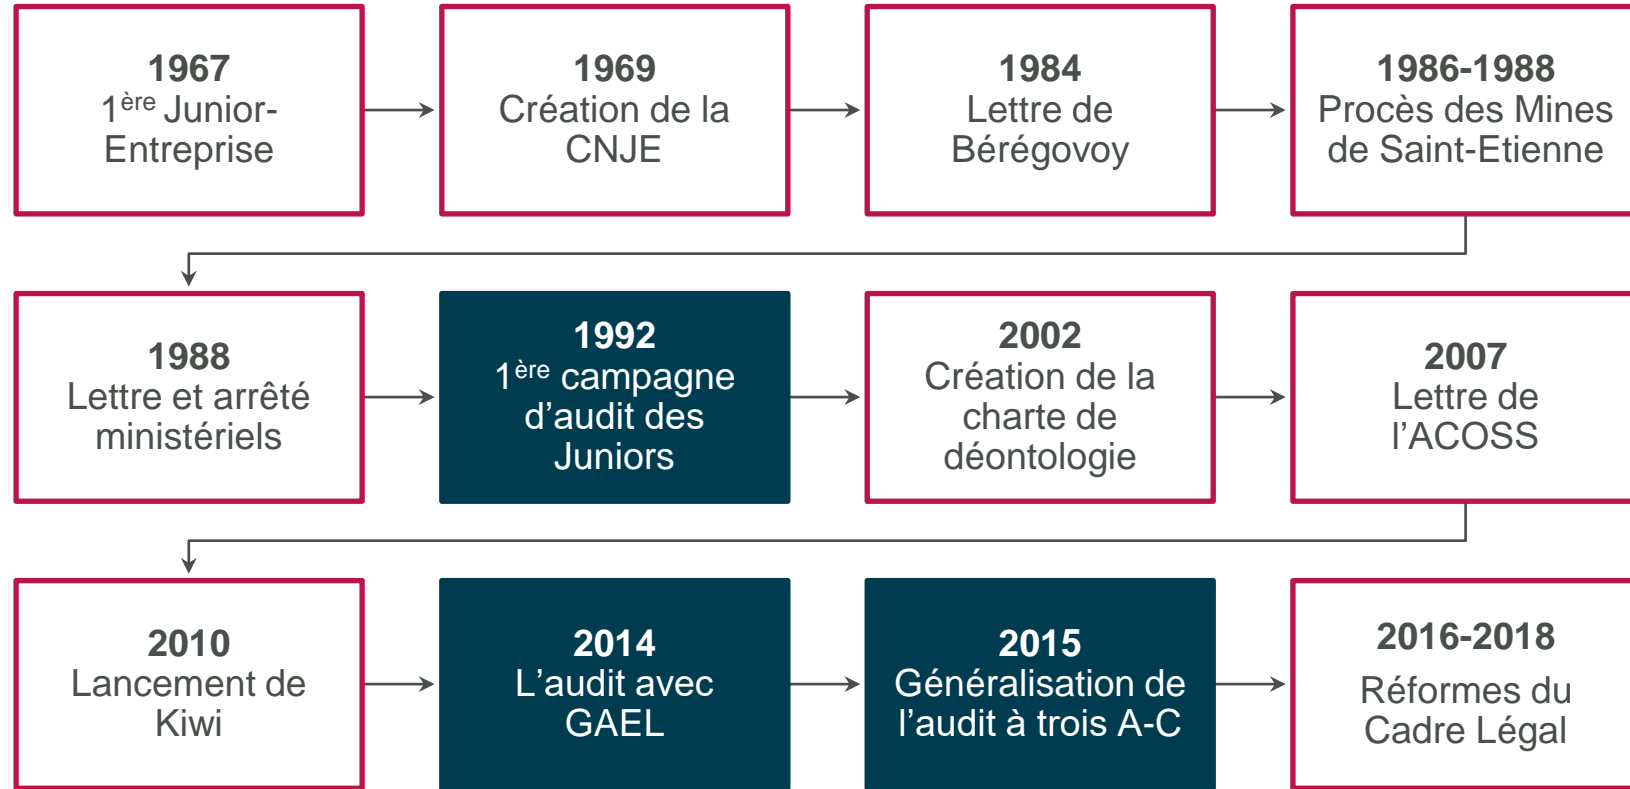 1967
1ère Junior-
Entreprise
1969
Création de la
CNJE
1984
Lettre de
Bérégovoy
1986-1988
Procès des Mines
de Saint-Etienne
1988
Lettre et arrêté
ministériels
1992
1ère campagne
d’audit des
Juniors
2002
Création de la
charte de
déontologie
2007
Lettre de
l’ACOSS
2010
Lancement de
Kiwi
2014
L’audit avec
GAEL
2015
Généralisation de
l’audit à trois A-C
2016-2018
Réformes du
Cadre Légal